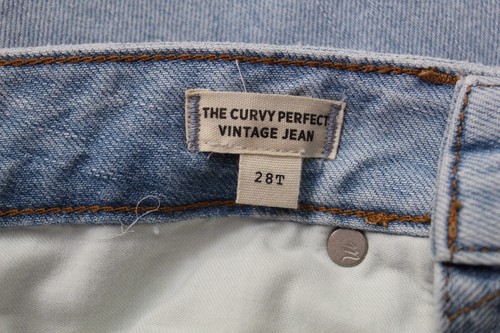 THE CURVY PERFECT
VINTAGE JEAN
28T
m